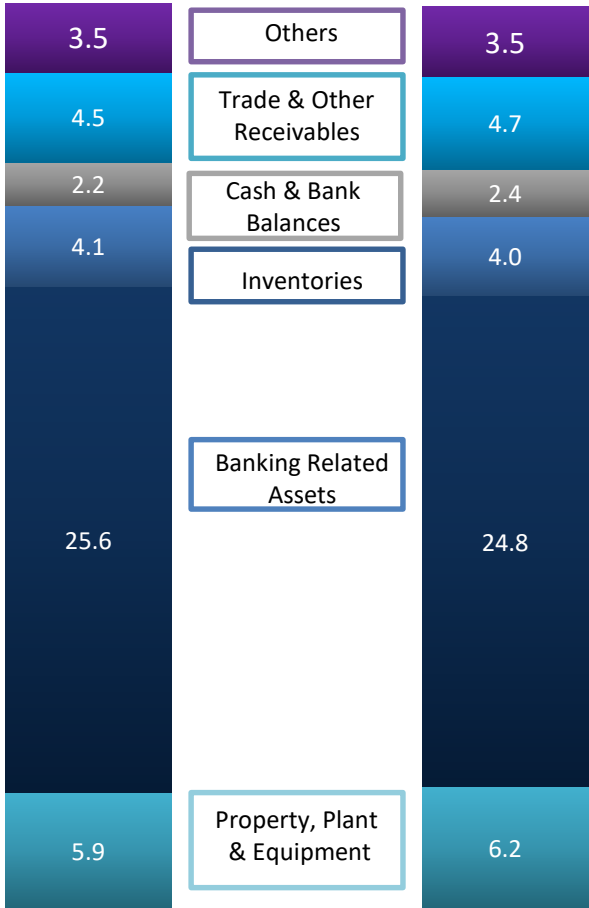 3.5
Others
3.5
4.5
Trade & Other
Receivables
4.7
2.2
Cash & Bank
Balances
2.4
4.1
Inventories
4.0
Banking Related
Assets
25.6
24.8
Property, Plant
& Equipment
5.9
6.2